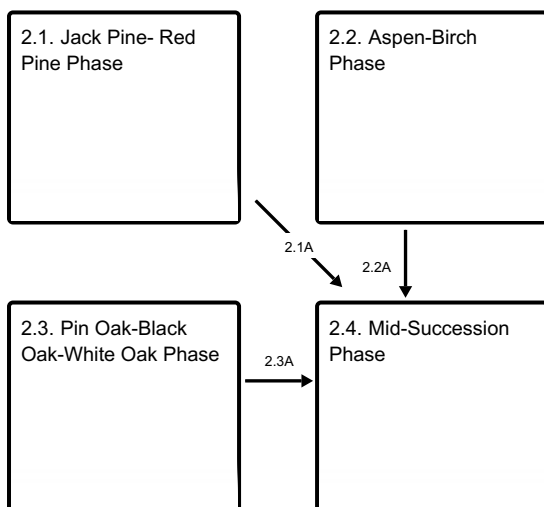 2.1. Jack Pine- Red
Pine Phase
2.2. Aspen-Birch
Phase
2.1A
2.2A
2.3. Pin Oak-Black
Oak-White Oak Phase
2.3A
2.4. Mid-Succession
Phase